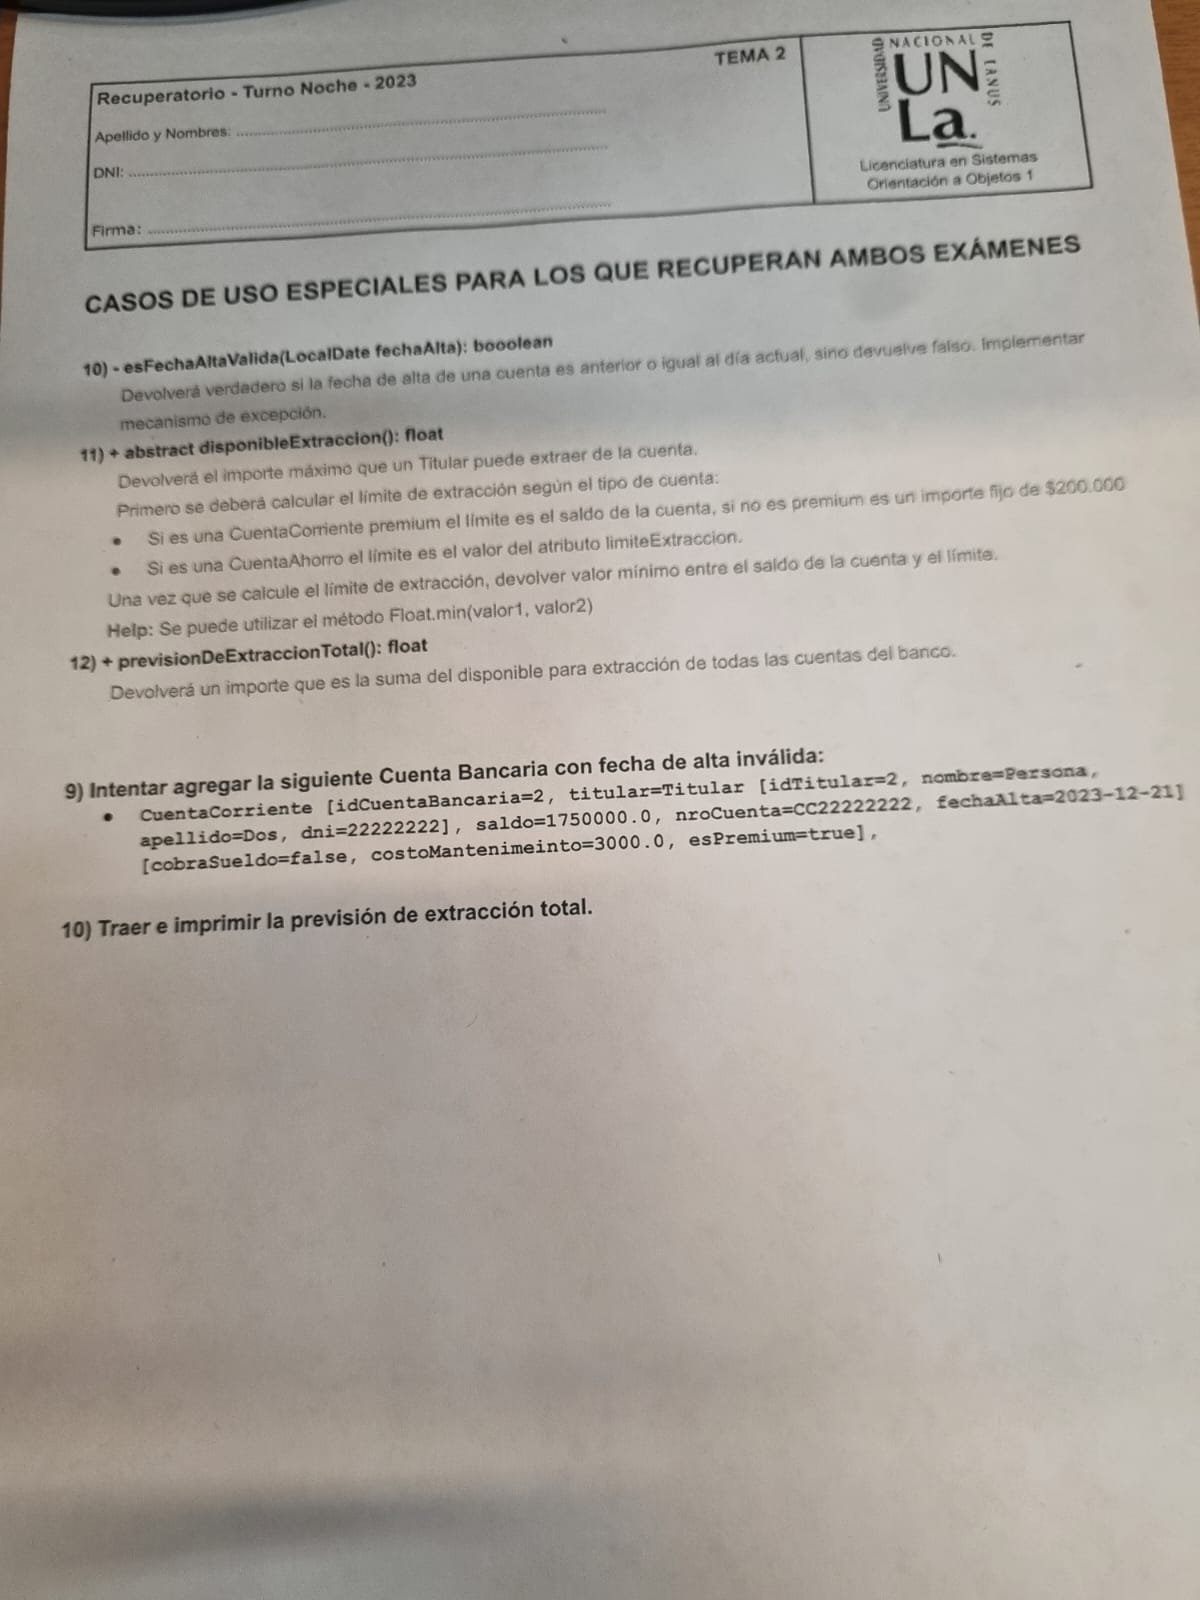 Recuperatorio - Turno Noche - 2023
TEMA 2
Apellido y Nombres:
DNI:
Firma:
UNIVERSIDAD NACIONAL DE LANUS
UN
La.
Licenciatura en Sistemas
Orientación a Objetos 1
CASOS DE USO ESPECIALES PARA LOS QUE RECUPERAN AMBOS EXÁMENES
10) - esFechaAltaValida(LocalDate fechaAlta): booolean
Devolverá verdadero si la fecha de alta de una cuenta es anterior o igual al día actual, sino devuelve falso. Implementar
mecanismo de excepción.
11) + abstract disponibleExtraccion(): float
Devolverá el importe máximo que un Titular puede extraer de la cuenta.
Primero se deberá calcular el límite de extracción según el tipo de cuenta:
• Si es una CuentaCorriente premium el límite es el saldo de la cuenta, si no es premium es un importe fijo de $200.000
• Si es una CuentaAhorro el límite es el valor del atributo limiteExtraccion.
Una vez que se calcule el límite de extracción, devolver valor mínimo entre el saldo de la cuenta y el límite.
Help: Se puede utilizar el método Float.min(valor1, valor2)
12) + previsionDeExtraccionTotal(): float
Devolverá un importe que es la suma del disponible para extracción de todas las cuentas del banco.
9) Intentar agregar la siguiente Cuenta Bancaria con fecha de alta inválida:
• CuentaCorriente [idCuentaBancaria=2, titular=Titular [idTitular=2, nombre=Persona,
apellido=Dos, dni=22222222], saldo=1750000.0, nroCuenta=CC22222222, fechaAlta=2023-12-21]
[cobraSueldo=false, costoMantenimeinto=3000.0, esPremium=true],
10) Traer e imprimir la previsión de extracción total.